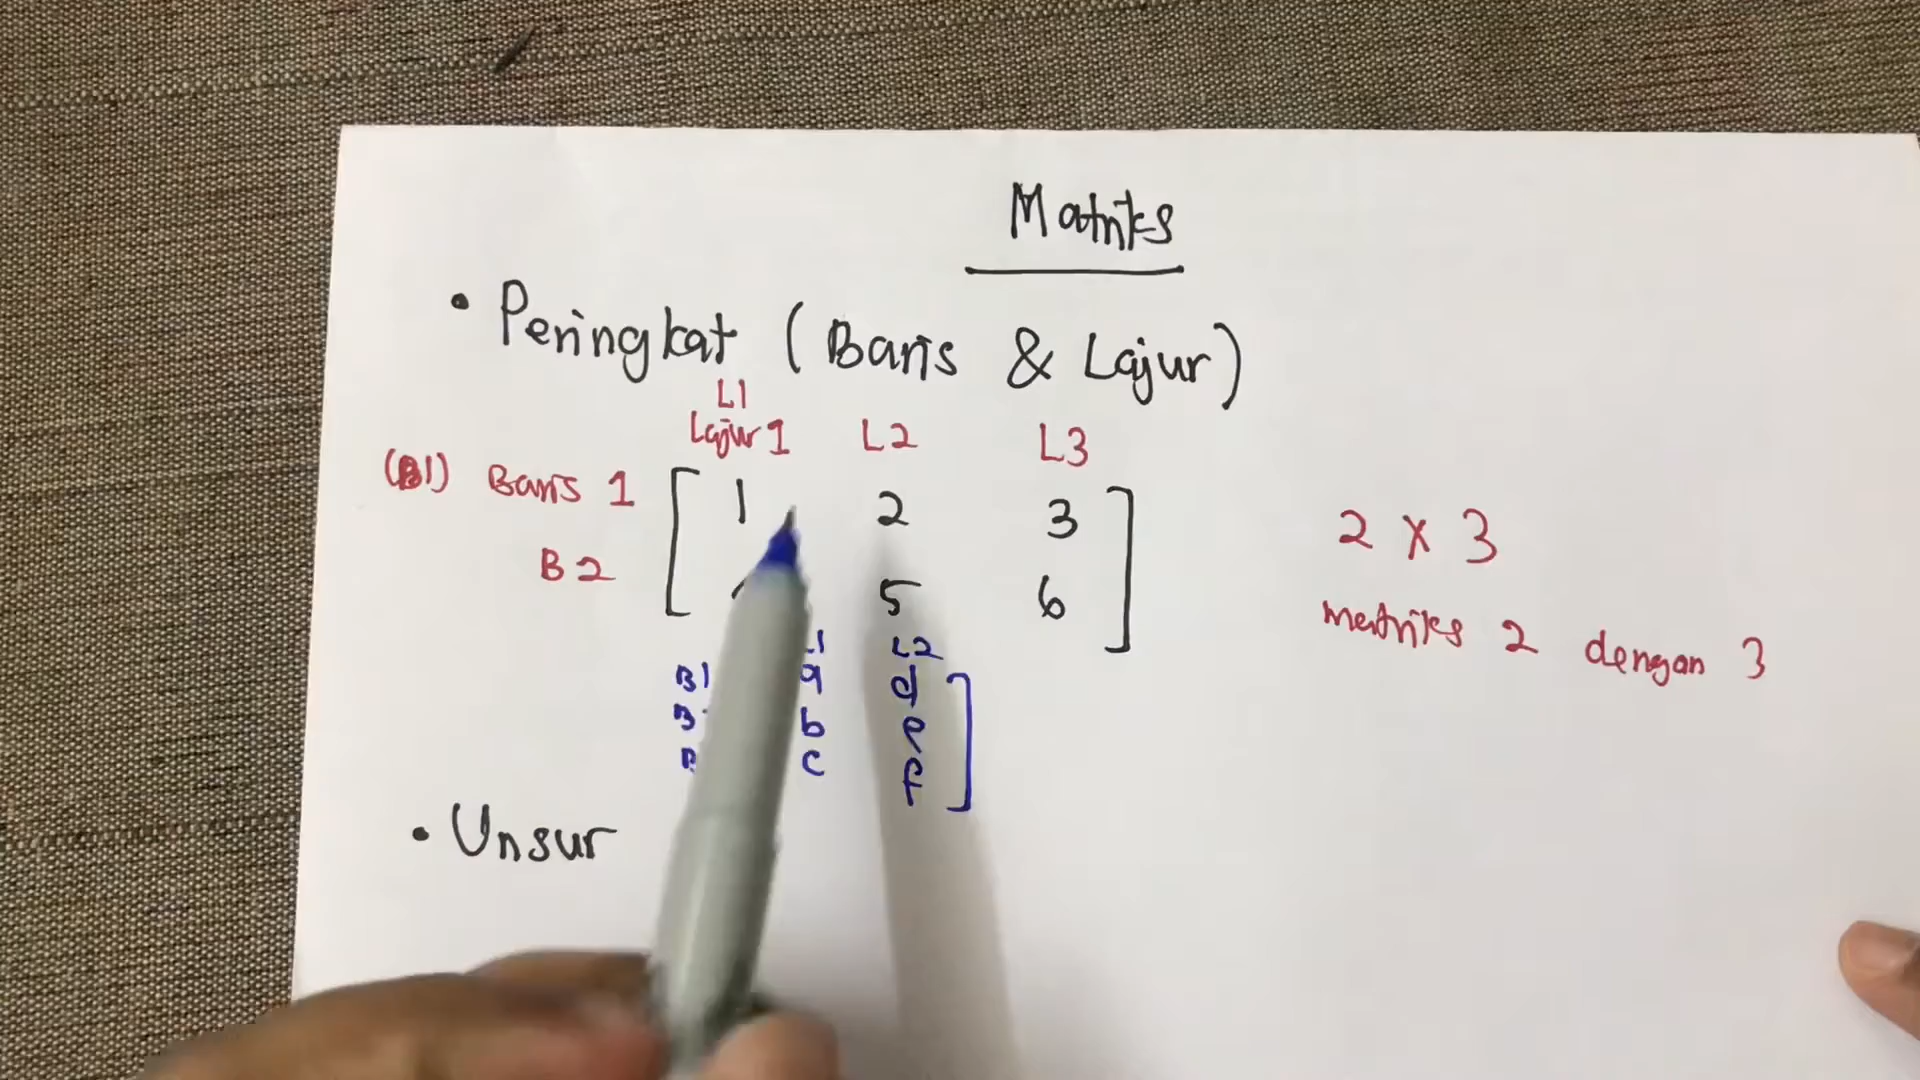 Matriks
• Peringkat (Baris & Lajur)
L1
Lajur 1 L2 L3
(B1) Baris 1 [ 1 2 3 ]
B2 5 6
2 x 3
matriks 2 dengan 3
L2
B1 a d
b e
c f
• Unsur